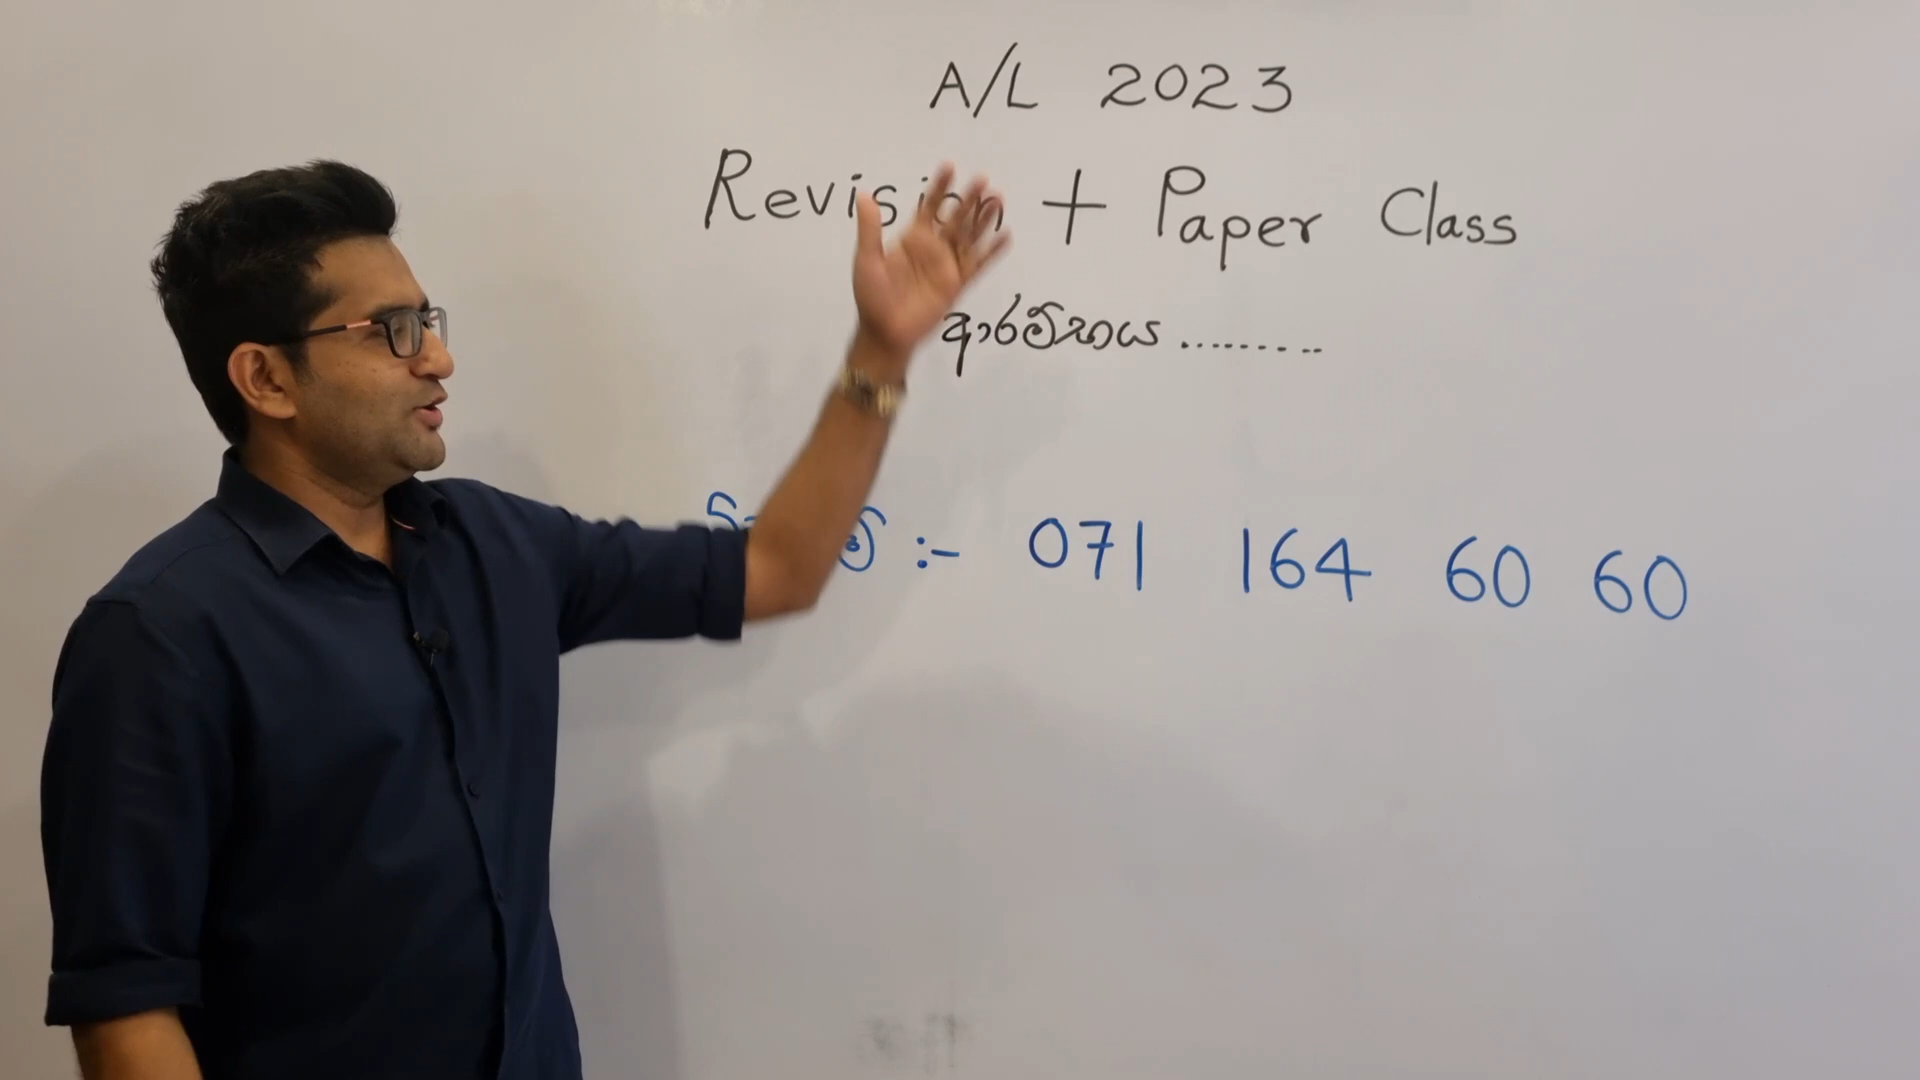 A/L 2023
Revision + Paper Class
ආරම්භය ........
:- 071 164 60 60